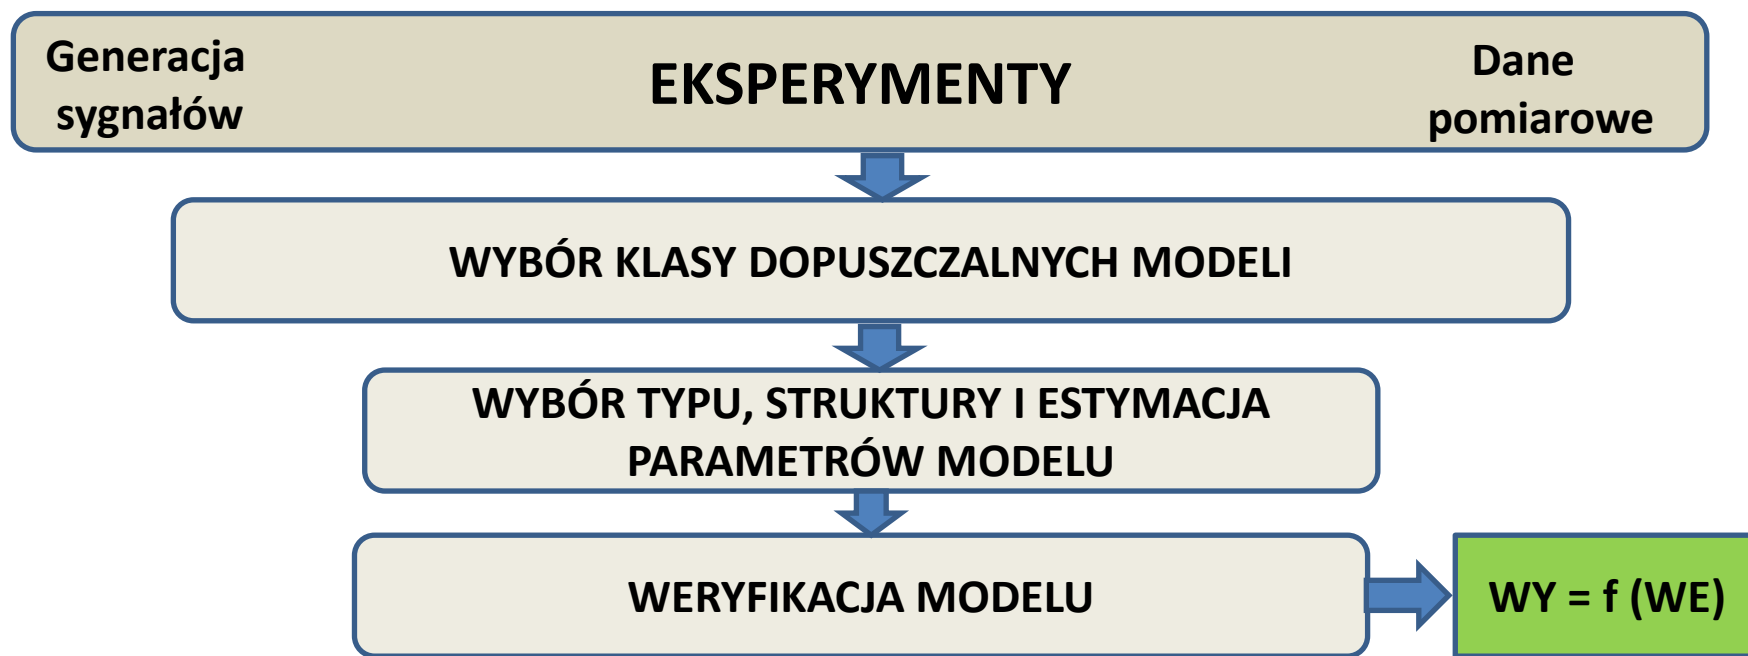 Generacja
sygnałów
EKSPERYMENTY
Dane
pomiarowe
WYBÓR KLASY DOPUSZCZALNYCH MODELI
WYBÓR TYPU, STRUKTURY I ESTYMACJA
PARAMETRÓW MODELU
WERYFIKACJA MODELU
WY = f (WE)